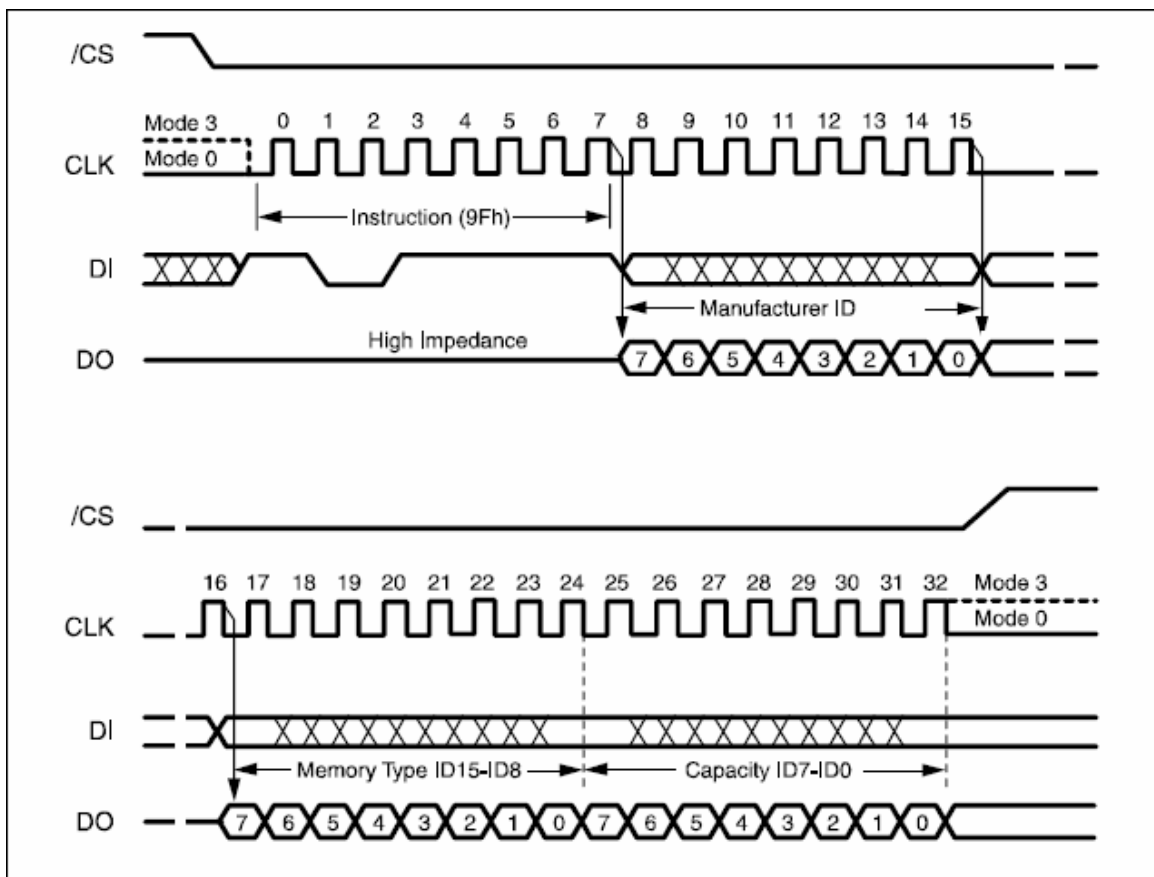 /CS
Mode 3
0 1 2 3 4 5 6 7 8 9 10 11 12 13 14 15
CLK
Mode 0
Instruction (9Fh)
DI
Manufacturer ID
High Impedance
DO
7 6 5 4 3 2 1 0
/CS
16 17 18 19 20 21 22 23 24 25 26 27 28 29 30 31 32
Mode 3
CLK
Mode 0
DI
Memory Type ID15-ID8
Capacity ID7-ID0
DO
7 6 5 4 3 2 1 0 7 6 5 4 3 2 1 0